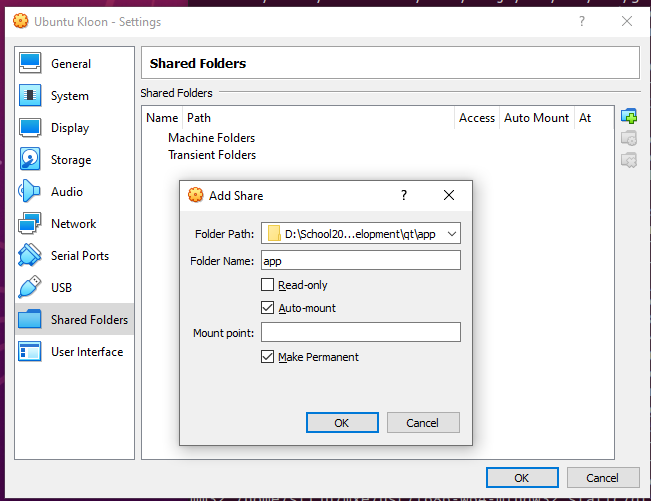 Ubuntu Kloon - Settings
General
System
Display
Storage
Audio
Network
Serial Ports
USB
Shared Folders
User Interface
Shared Folders
Shared Folders
Name Path Access Auto Mount At
Machine Folders
Transient Folders
Add Share
Folder Path: D:\School20...elopment\qt\app
Folder Name: app
Read-only
Auto-mount
Mount point:
Make Permanent
OK Cancel
OK Cancel